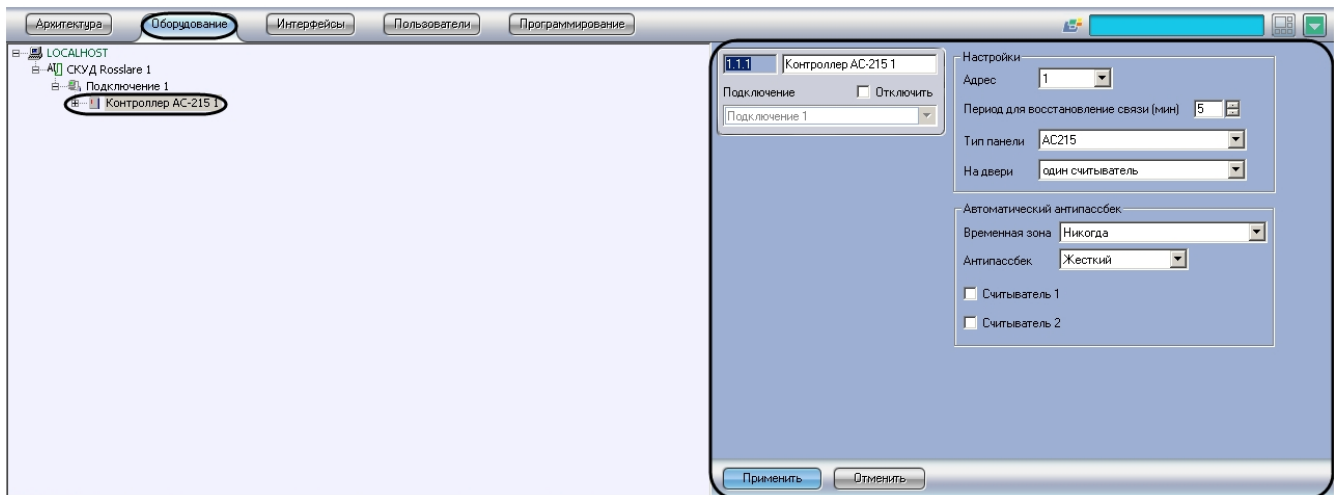 Архитектура Оборудование Интерфейсы Пользователи Программирование
LOCALHOST
СКУД Rosslare 1
Подключение 1
Контроллер AC-215 1
1.1.1 Контроллер AC-215 1
Подключение Отключить
Подключение 1
Настройки
Адрес 1
Период для восстановление связи (мин) 5
Тип панели AC215
На двери один считыватель
Автоматический антипассбек
Временная зона Никогда
Антипассбек Жесткий
Считыватель 1
Считыватель 2
Применить Отменить